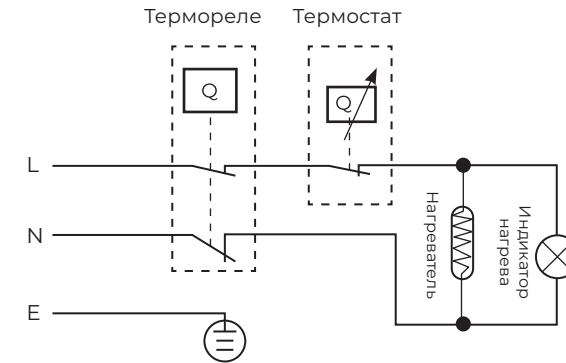 Термореле
Термостат
Q
Q
L
N
E
Нагреватель
Индикатор
нагрева